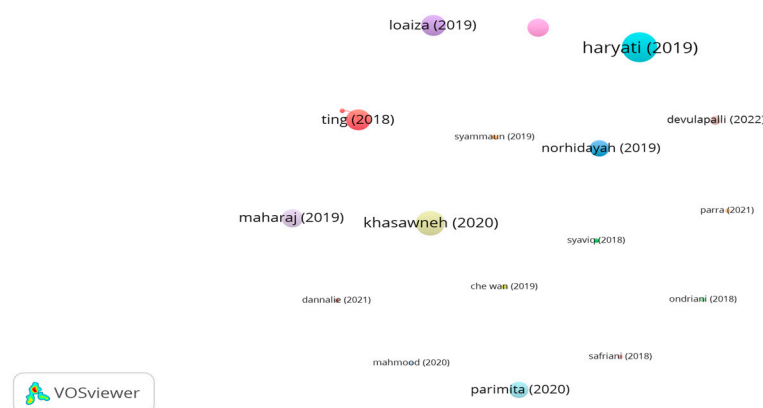 loaiza (2019)
haryati (2019)
ting (2018)
devulapalli (2022)
syammaun (2019)
norhidayah (2019)
parra (2021)
maharaj (2019)
khasawneh (2020)
syaviq (2018)
che wan (2019)
dannalie (2021)
ondriani (2018)
safriani (2018)
mahmood (2020)
parimita (2020)
VOSviewer